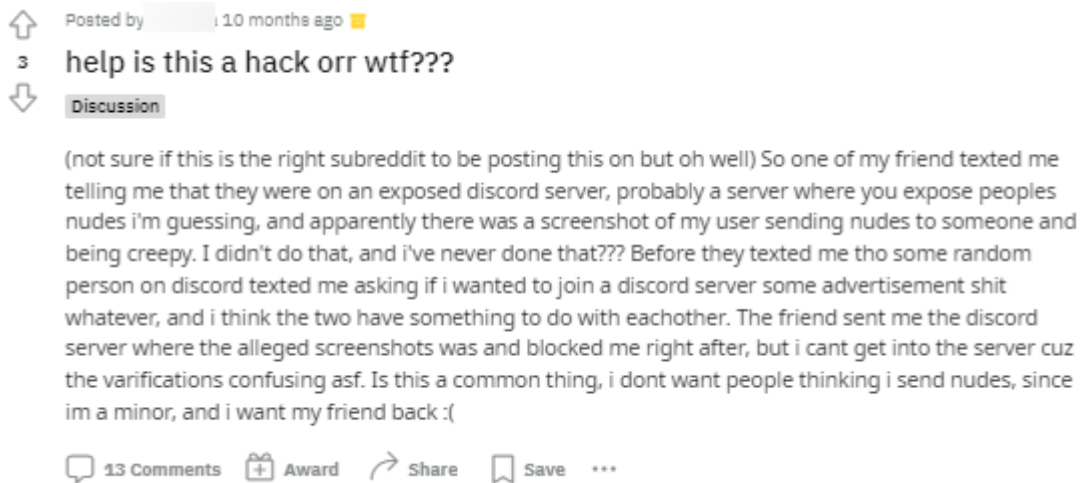 Posted by 10 months ago
3
help is this a hack orr wtf???
Discussion
(not sure if this is the right subreddit to be posting this on but oh well) So one of my friend texted me
telling me that they were on an exposed discord server, probably a server where you expose peoples
nudes i'm guessing, and apparently there was a screenshot of my user sending nudes to someone and
being creepy. I didn't do that, and i've never done that??? Before they texted me tho some random
person on discord texted me asking if i wanted to join a discord server some advertisement shit
whatever, and i think the two have something to do with eachother. The friend sent me the discord
server where the alleged screenshots was and blocked me right after, but i cant get into the server cuz
the varifications confusing asf. Is this a common thing, i dont want people thinking i send nudes, since
im a minor, and i want my friend back :(
13 Comments Award Share Save ...